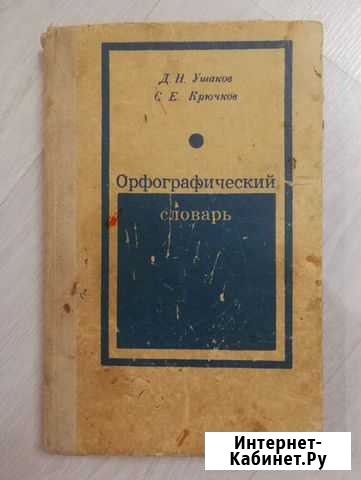 Д. Н. Ушаков
С. Е. Крючков
Орфографический
словарь
Интернет-
Кабинет.Ру